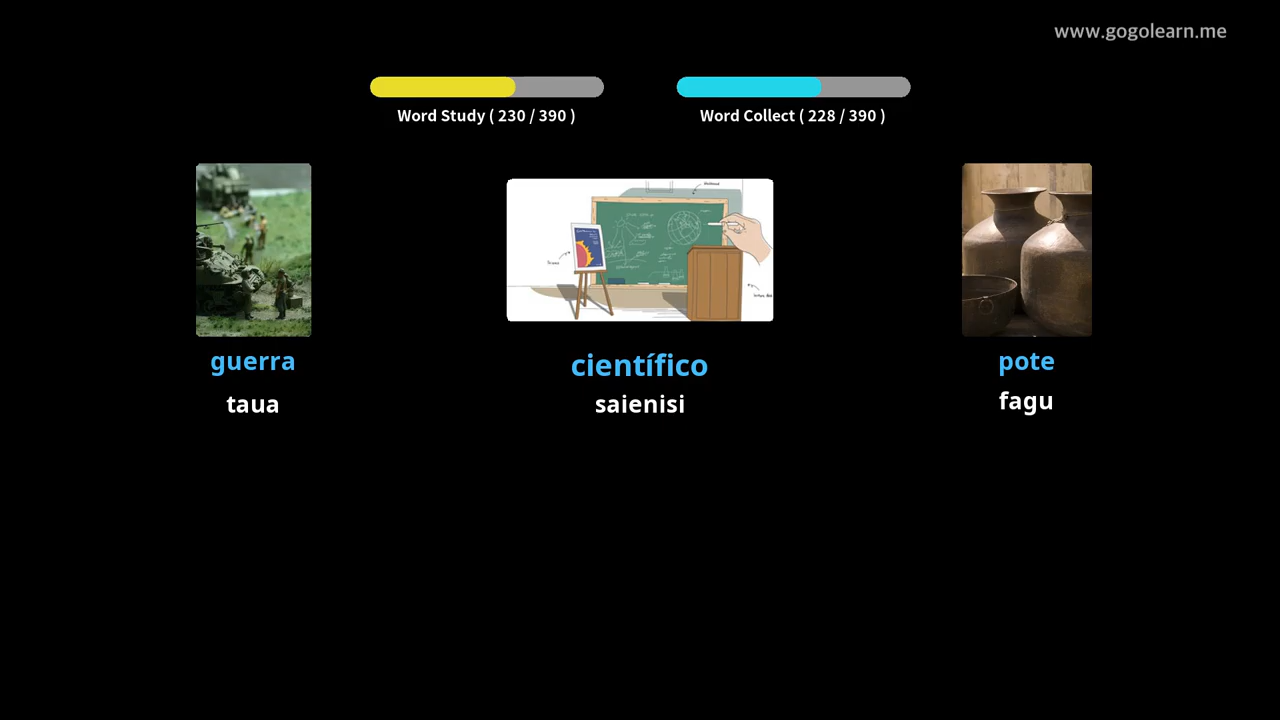 www.gogolearn.me
Word Study ( 230 / 390 )
Word Collect ( 228 / 390 )
guerra
taua
científico
saienisi
pote
fagu